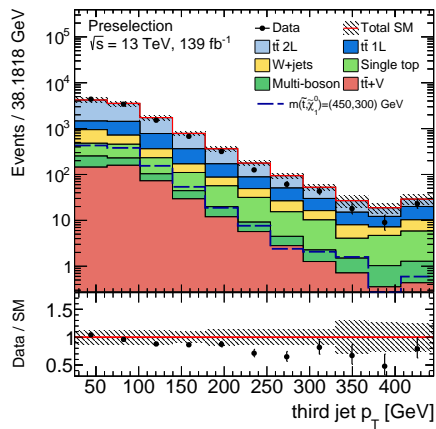 Preselection
√s = 13 TeV, 139 fb⁻¹
Data
Total SM
tt̄ 2L
tt̄ 1L
W+jets
Single top
Multi-boson
tt̄+V
m(t̃,χ̃⁰₁)=(450,300) GeV
Events / 38.1818 GeV
10⁵
10⁴
10³
10²
10
1
Data / SM
1.5
1
0.5
50 100 150 200 250 300 350 400
third jet p_T [GeV]